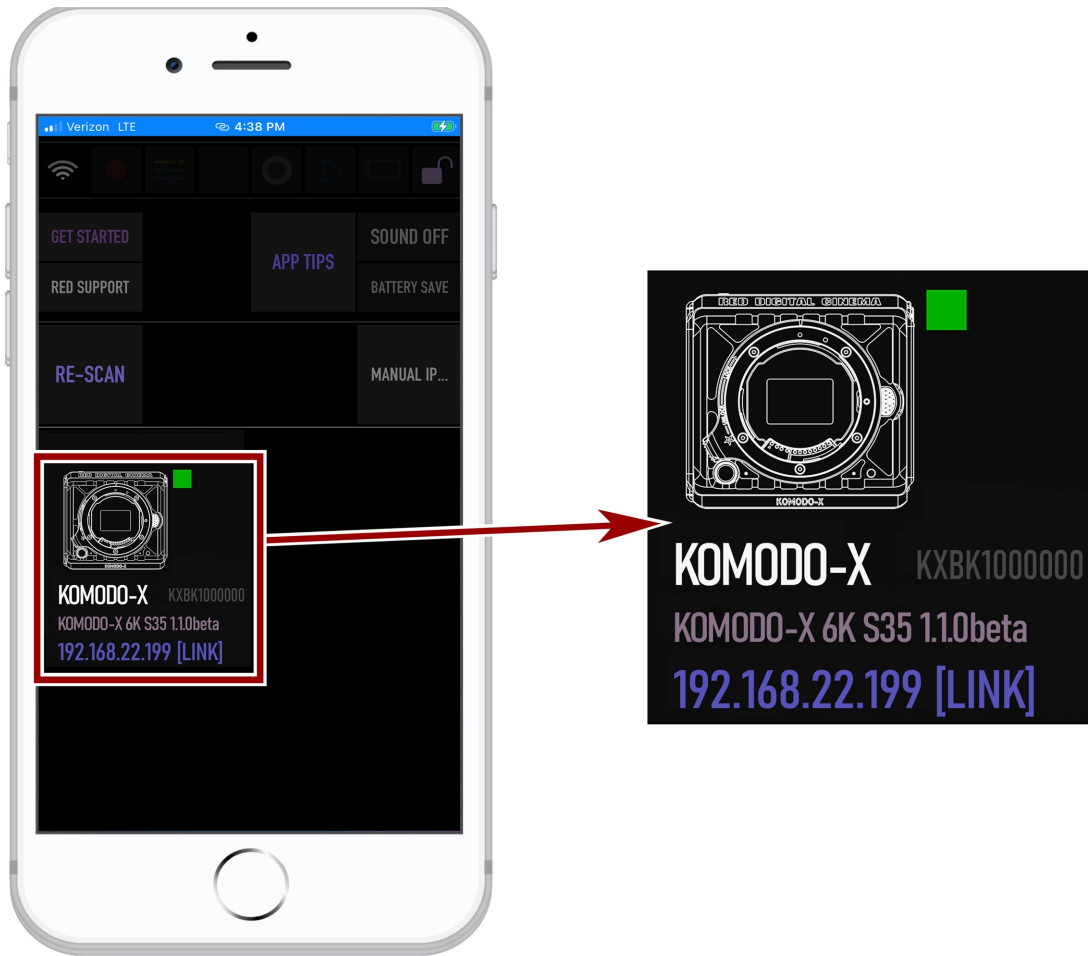 Verizon LTE 4:38 PM
GET STARTED
RED SUPPORT
APP TIPS
SOUND OFF
BATTERY SAVE
RE-SCAN
MANUAL IP...
RED DIGITAL CINEMA
KOMODO-X
KOMODO-X KXBK1000000
KOMODO-X 6K S35 1.1.0beta
192.168.22.199 [LINK]
RED DIGITAL CINEMA
KOMODO-X
KOMODO-X KXBK1000000
KOMODO-X 6K S35 1.1.0beta
192.168.22.199 [LINK]